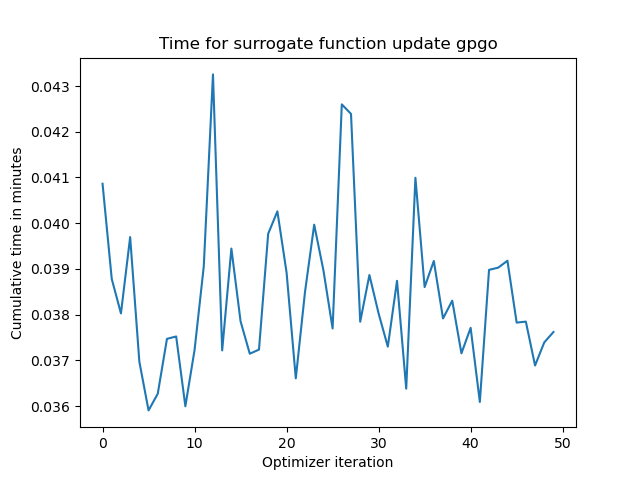 Time for surrogate function update gpgo
Cumulative time in minutes
0.043
0.042
0.041
0.040
0.039
0.038
0.037
0.036
0 10 20 30 40 50
Optimizer iteration